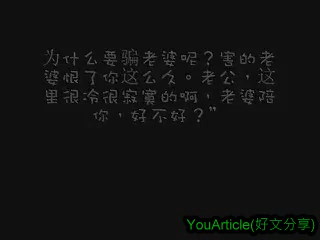 为什么要骗老婆呢？害的老
婆恨了你这么久。老公，这
里很冷很寂寞的啊，老婆陪
你，好不好？”
YouArticle(好文分享)